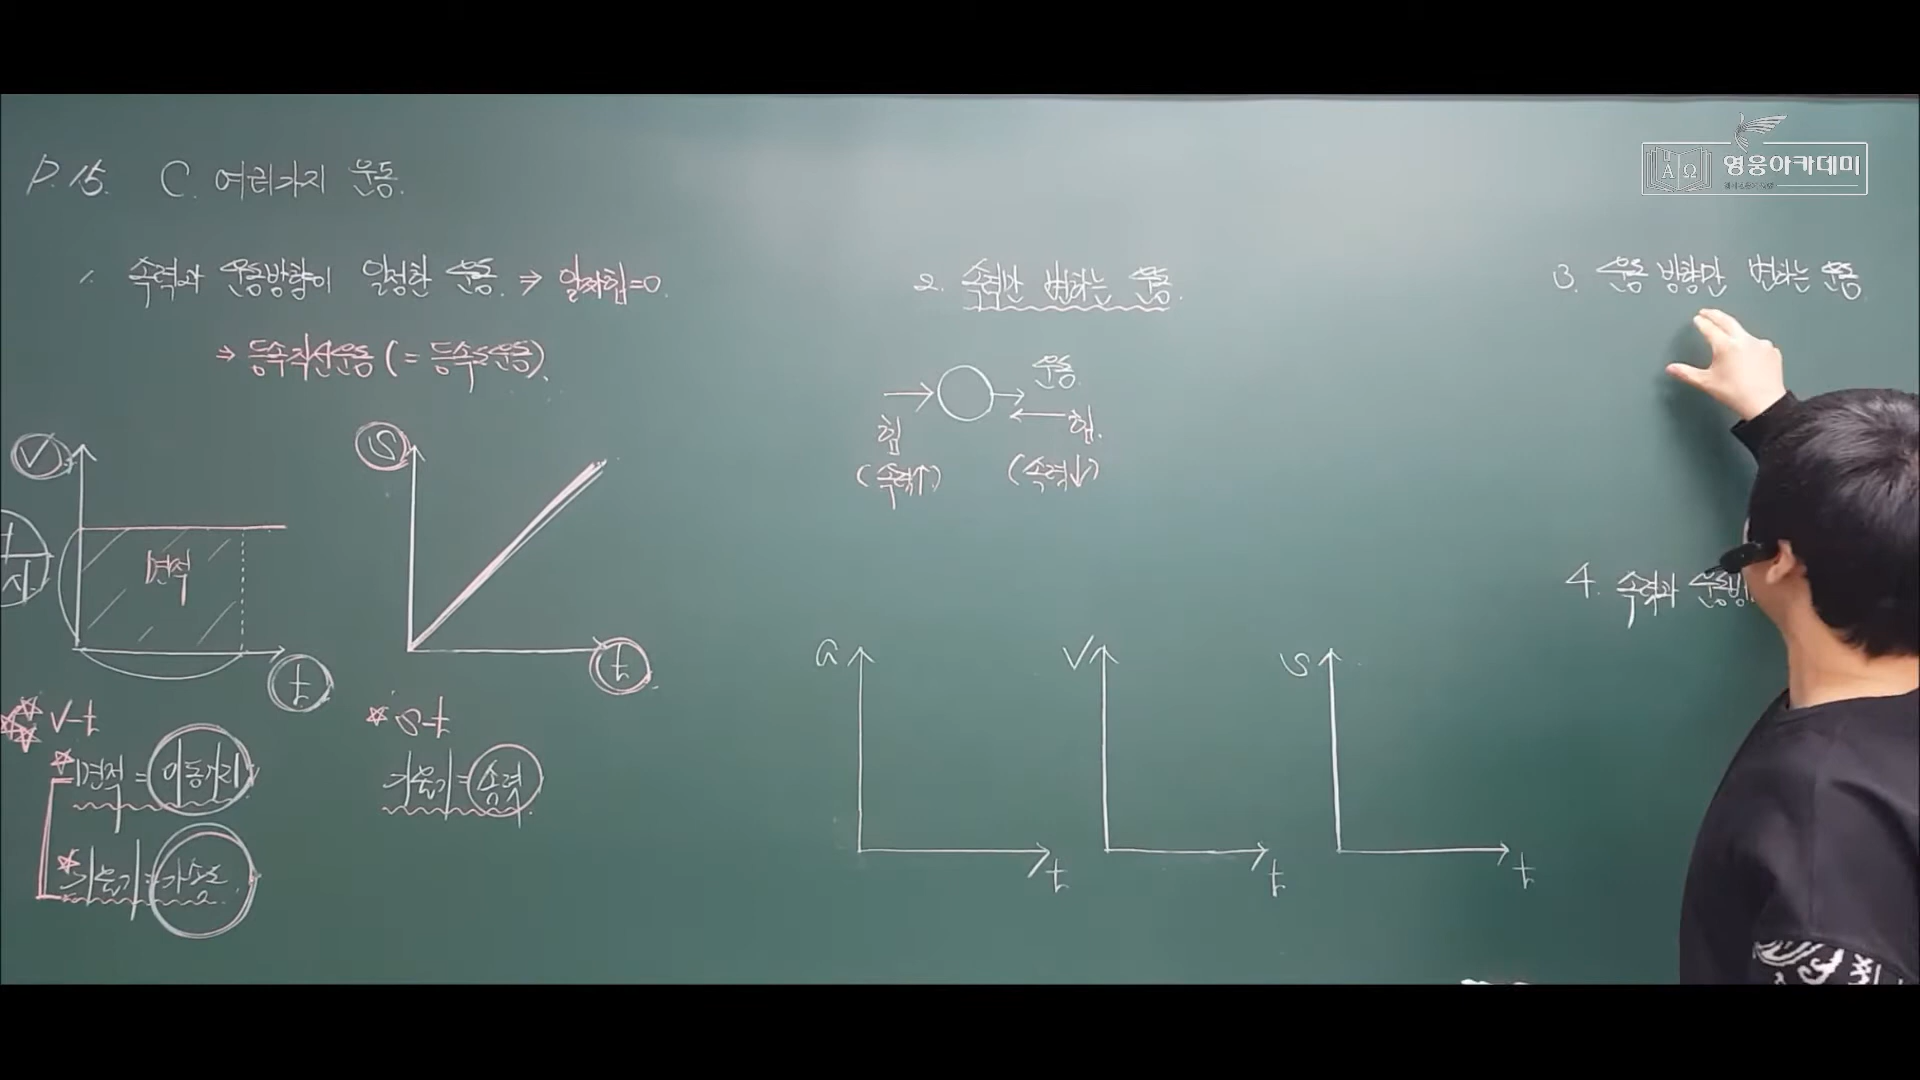 P.15. C. 여러가지 운동.
1. 속력과 운동방향이 일정한 운동. ⇒ 알짜힘=0.
⇒ 등속직선운동 (= 등속도운동).
V
면적
t
S
t
V-t
면적 = 이동거리
기울기 = 가속도
S-t
기울기 = 속력
2. 속력만 변하는 운동.
운동
힘
(속력↑)
힘.
(속력↓)
a
t
V
t
S
t
3. 운동 방향만 변하는 운동
4. 속력과 운동방
영웅아카데미